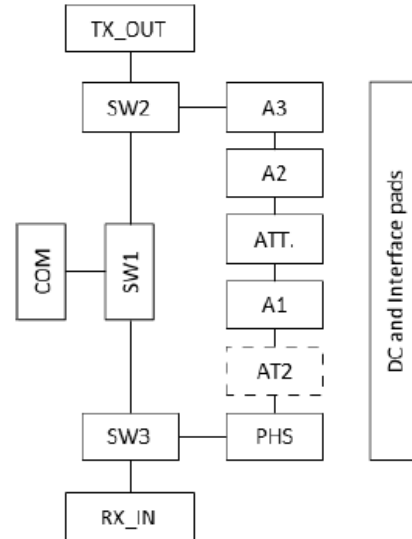 TX_OUT
SW2
A3
A2
COM
SW1
ATT.
A1
AT2
SW3
PHS
RX_IN
DC and Interface pads